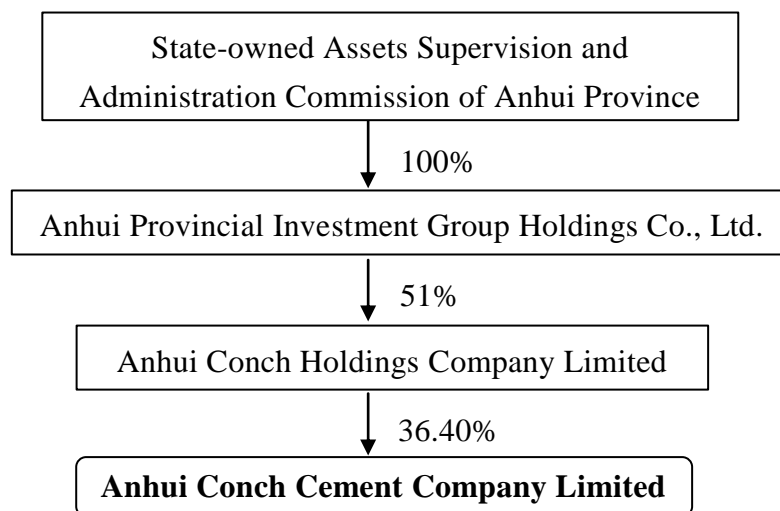 State-owned Assets Supervision and
Administration Commission of Anhui Province
100%
Anhui Provincial Investment Group Holdings Co., Ltd.
51%
Anhui Conch Holdings Company Limited
36.40%
Anhui Conch Cement Company Limited